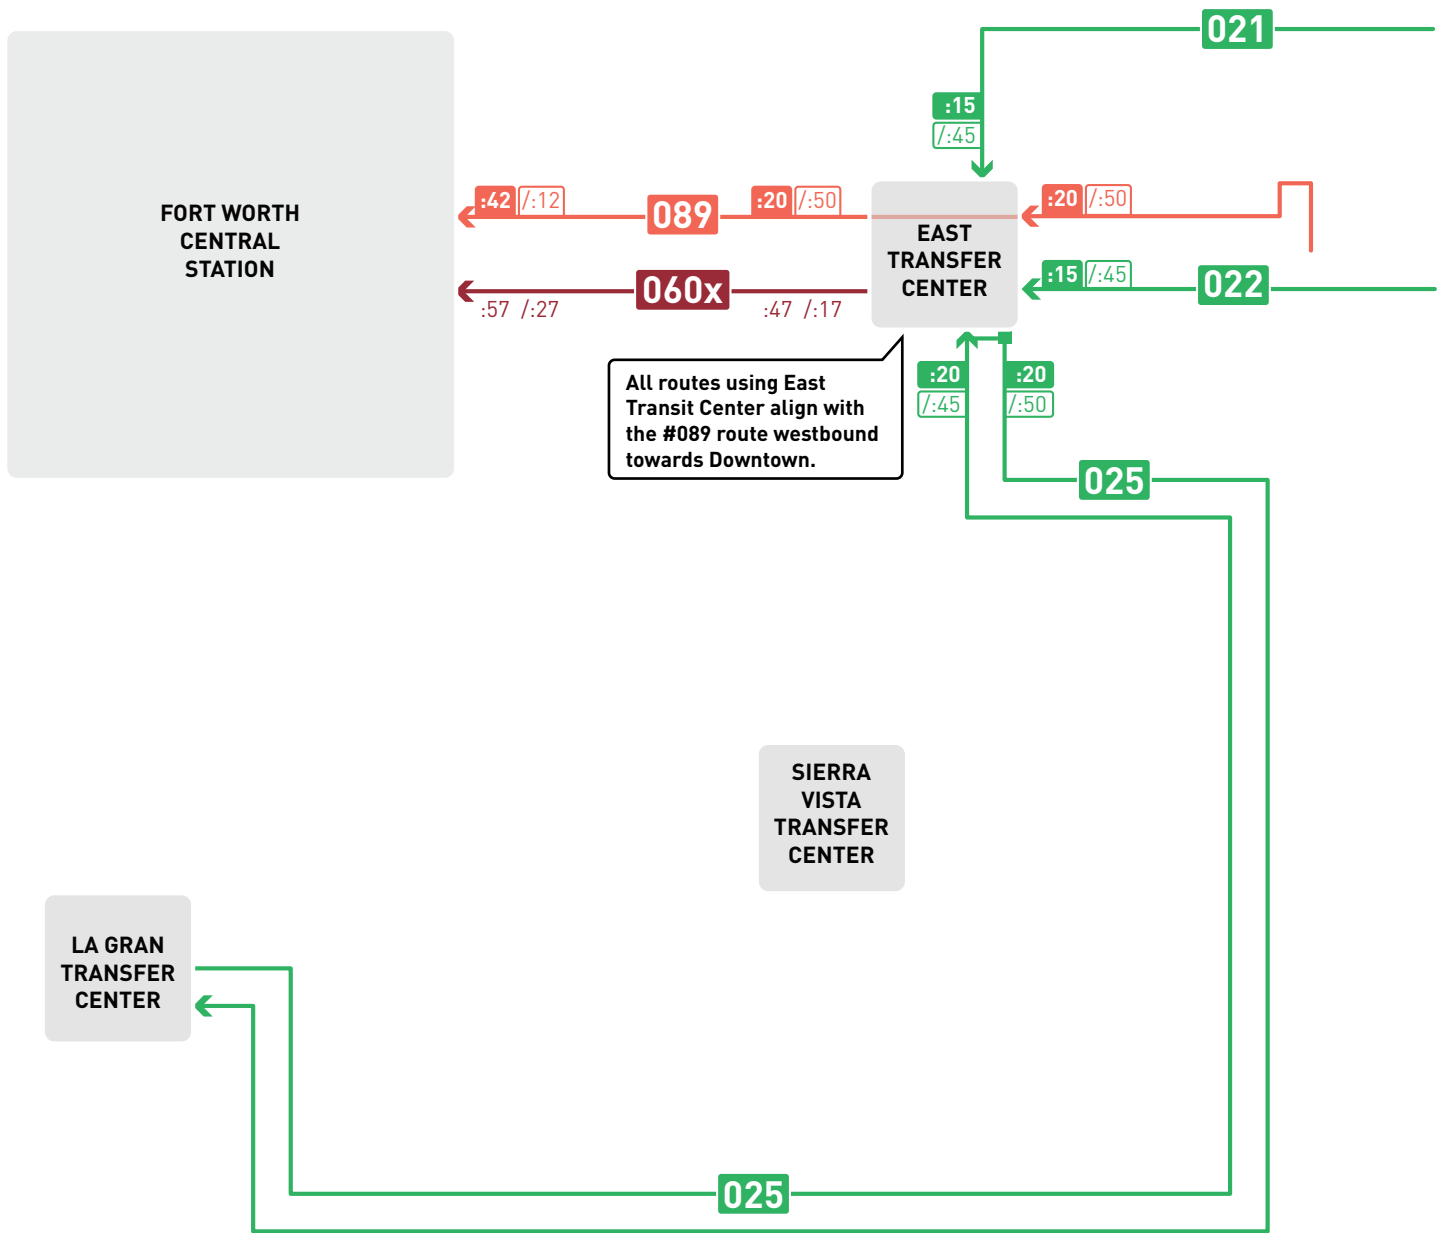 021
:15
/:45
FORT WORTH
CENTRAL
STATION
:42 /:12
089
:20 /:50
:20 /:50
EAST
TRANSFER
CENTER
:57 /:27
060x
:47 /:17
:15 /:45
022
All routes using East
Transit Center align with
the #089 route westbound
towards Downtown.
:20
/:45
:20
/:50
025
SIERRA
VISTA
TRANSFER
CENTER
LA GRAN
TRANSFER
CENTER
025